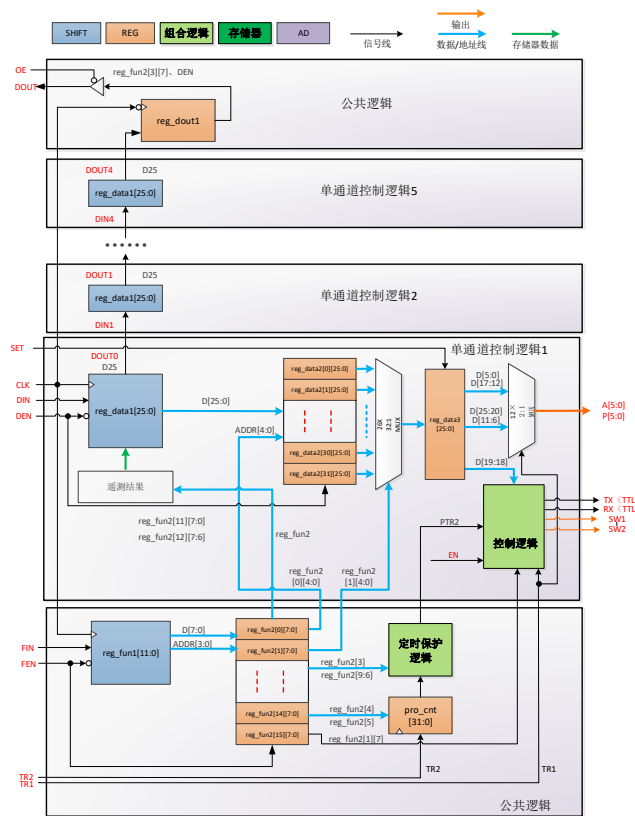 SHIFT
REG
组合逻辑
存储器
AD
信号线
输出
数据/地址线
存储器数据
OE
DOUT
reg_fun2[3][7]、DEN
reg_dout1
公共逻辑
DOUT4
D25
reg_data1[25:0]
单通道控制逻辑5
DIN4
DOUT1
D25
reg_data1[25:0]
单通道控制逻辑2
DIN1
SET
DOUT0
D25
单通道控制逻辑1
CLK
DIN
DEN
reg_data1[25:0]
D[25:0]
ADDR[4:0]
reg_data2[0][25:0]
reg_data2[1][25:0]
reg_data2[30][25:0]
reg_data2[31][25:0]
26X
32:1
MUX
reg_data3
[25:0]
D[5:0]
D[17:12]
D[25:20]
D[11:6]
D[19:18]
12×
2:1
MUX
A[5:0]
P[5:0]
遥测结果
reg_fun2[11][7:0]
reg_fun2[12][7:6]
reg_fun2
reg_fun2
[0][4:0]
reg_fun2
[1][4:0]
PTR2
EN
控制逻辑
TX（TTL
RX（TTL
SW1
SW2
FIN
FEN
reg_fun1[11:0]
D[7:0]
ADDR[3:0]
reg_fun2[0][7:0]
reg_fun2[1][7:0]
reg_fun2[14][7:0]
reg_fun2[15][7:0]
reg_fun2[3]
reg_fun2[9:6]
定时保护
逻辑
reg_fun2[4]
reg_fun2[5]
pro_cnt
[31:0]
reg_fun2[1][7]
TR2
TR1
TR2
TR1
公共逻辑